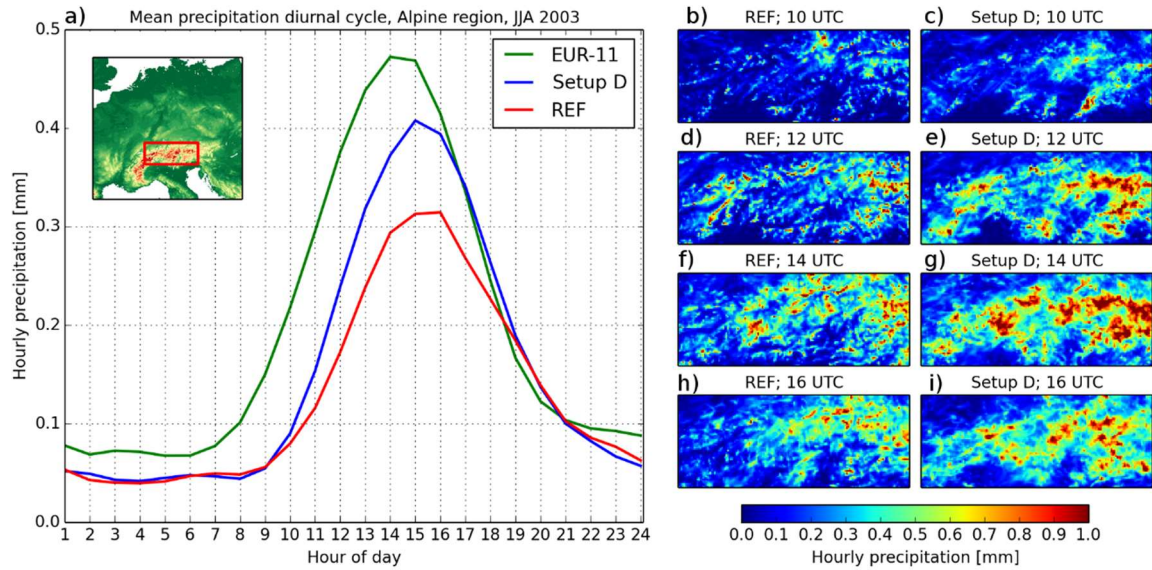 a) Mean precipitation diurnal cycle, Alpine region, JJA 2003
0.5
0.4
0.3
0.2
0.1
0.0
Hourly precipitation [mm]
EUR-11
Setup D
REF
1 2 3 4 5 6 7 8 9 10 11 12 13 14 15 16 17 18 19 20 21 22 23 24
Hour of day
b) REF; 10 UTC
c) Setup D; 10 UTC
d) REF; 12 UTC
e) Setup D; 12 UTC
f) REF; 14 UTC
g) Setup D; 14 UTC
h) REF; 16 UTC
i) Setup D; 16 UTC
0.0 0.1 0.2 0.3 0.4 0.5 0.6 0.7 0.8 0.9 1.0
Hourly precipitation [mm]